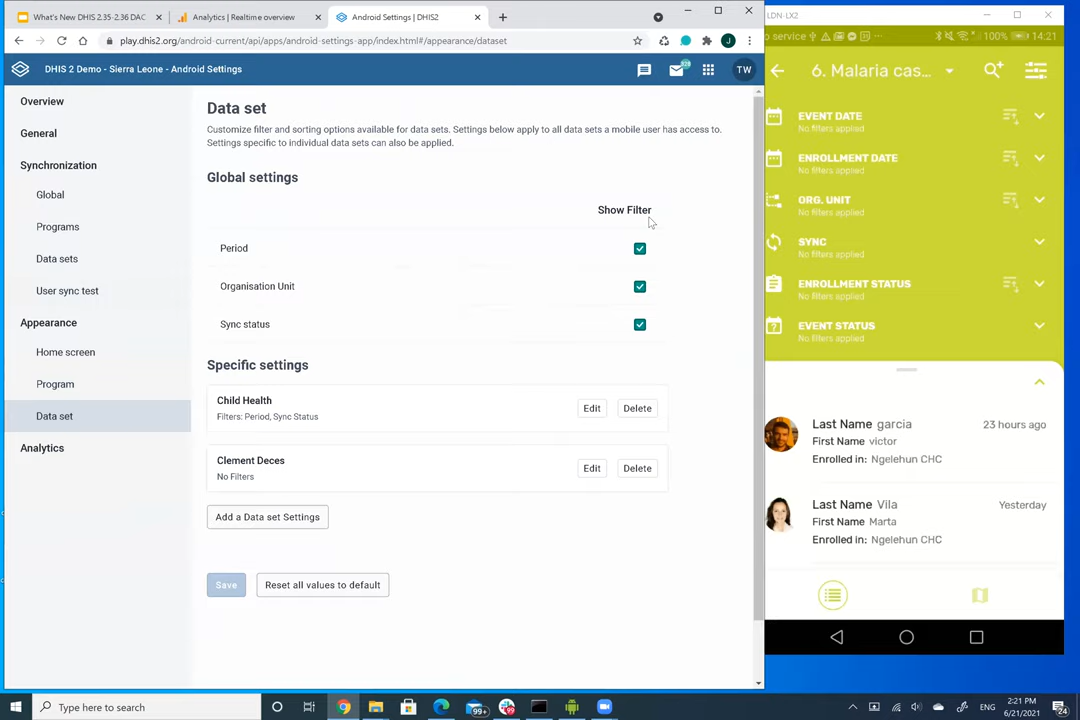 What's New DHIS 2.35-2.36 DAC
Analytics | Realtime overview
Android Settings | DHIS2
play.dhis2.org/android-current/api/apps/android-settings-app/index.html#/appearance/dataset
J
DHIS 2 Demo - Sierra Leone - Android Settings
TW
Overview
General
Synchronization
Global
Programs
Data sets
User sync test
Appearance
Home screen
Program
Data set
Analytics
Data set
Customize filter and sorting options available for data sets. Settings below apply to all data sets a mobile user has access to.
Settings specific to individual data sets can also be applied.
Global settings
Show Filter
Period
Organisation Unit
Sync status
Specific settings
Child Health
Filters: Period, Sync Status
Edit
Delete
Clement Deces
No Filters
Edit
Delete
Add a Data set Settings
Save
Reset all values to default
LDN-LX2
o service
100%
14:21
6. Malaria cas...
EVENT DATE
No filters applied
ENROLLMENT DATE
No filters applied
ORG. UNIT
No filters applied
SYNC
No filters applied
ENROLLMENT STATUS
No filters applied
EVENT STATUS
No filters applied
Last Name garcia
23 hours ago
First Name victor
Enrolled in: Ngelehun CHC
Last Name Vila
Yesterday
First Name Marta
Enrolled in: Ngelehun CHC
Type here to search
99+
ENG
2:21 PM
6/21/2021
24